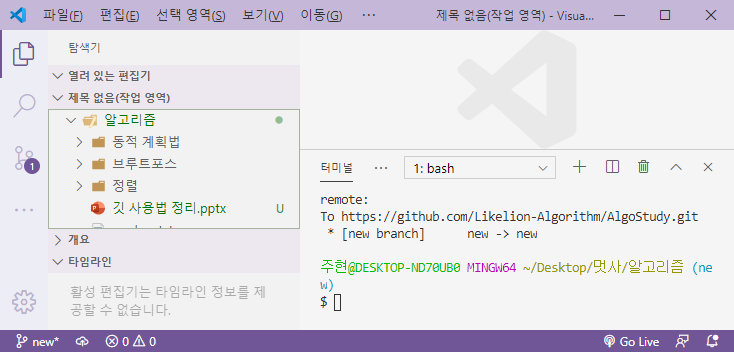 파일(F) 편집(E) 선택 영역(S) 보기(V) 이동(G) ··· 제목 없음(작업 영역) - Visua...
탐색기
열려 있는 편집기
제목 없음(작업 영역)
알고리즘
동적 계획법
브루트포스
정렬
깃 사용법 정리.pptx U
개요
타임라인
활성 편집기는 타임라인 정보를 제
공할 수 없습니다.
1
터미널 ··· 1: bash
remote:
To https://github.com/Likelion-Algorithm/AlgoStudy.git
* [new branch] new -> new
주현@DESKTOP-ND70UB0 MINGW64 ~/Desktop/멋사/알고리즘 (ne
w)
$
new* 0 0 Go Live